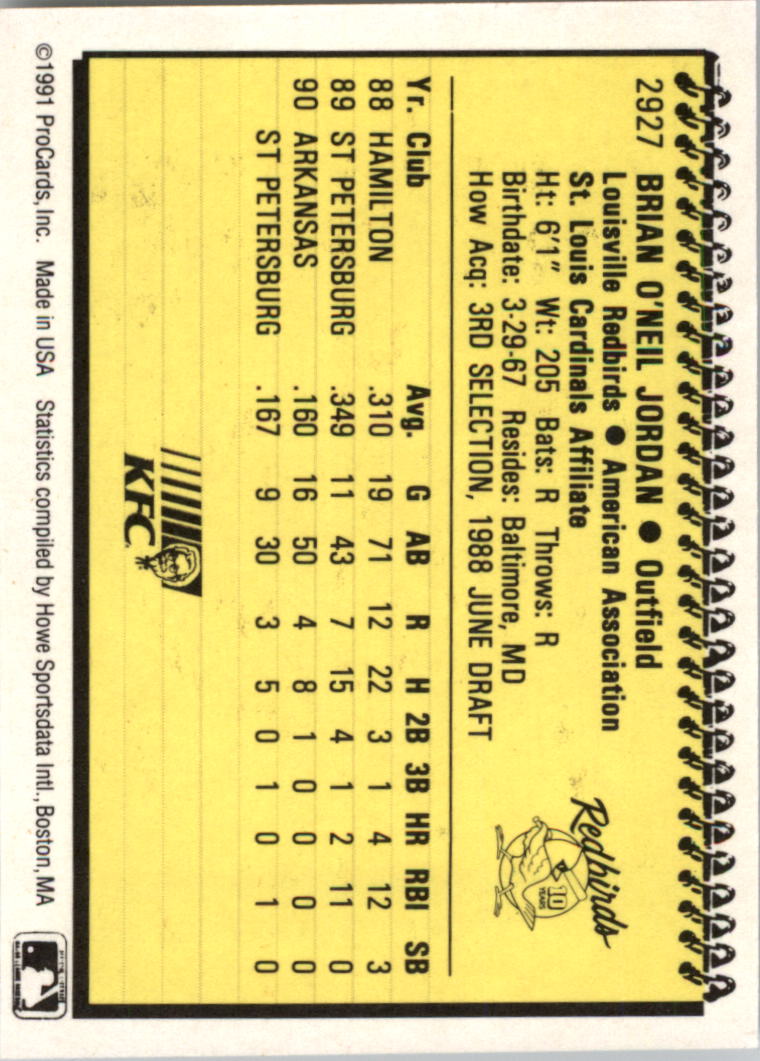 2927 BRIAN O'NEIL JORDAN ● Outfield
Louisville Redbirds ● American Association
St. Louis Cardinals Affiliate
Ht: 6'1" Wt: 205 Bats: R Throws: R
Birthdate: 3-29-67 Resides: Baltimore, MD
How Acq: 3RD SELECTION, 1988 JUNE DRAFT
Redbirds
10
YEARS
Yr. Club Avg. G AB R H 2B 3B HR RBI SB
88 HAMILTON .310 19 71 12 22 3 1 4 12 3
89 ST PETERSBURG .349 11 43 7 15 4 1 2 11 0
90 ARKANSAS .160 16 50 4 8 1 0 0 0 0
ST PETERSBURG .167 9 30 3 5 0 1 0 1 0
KFC
©1991 ProCards, Inc. Made in USA Statistics compiled by Howe Sportsdata Intl., Boston, MA